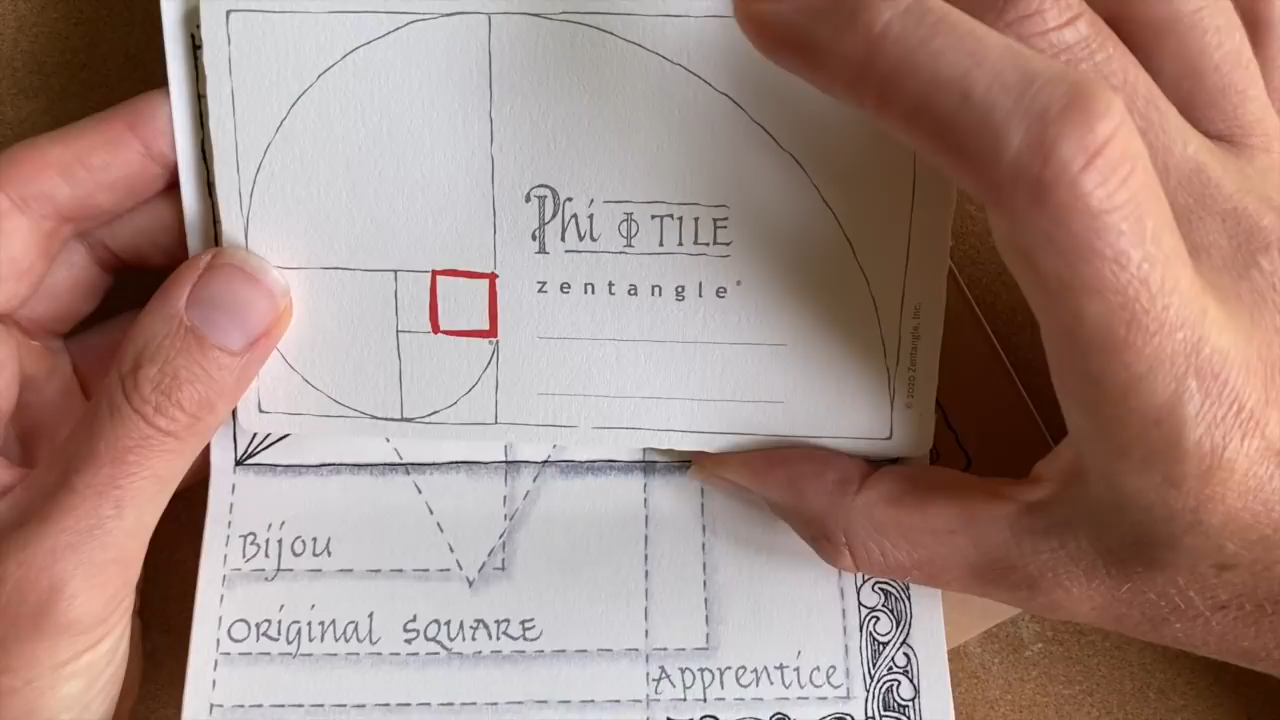 Phi Φ TILE
zentangle®
© 2020 Zentangle, Inc.
Bijou
Original SQUARE
Apprentice